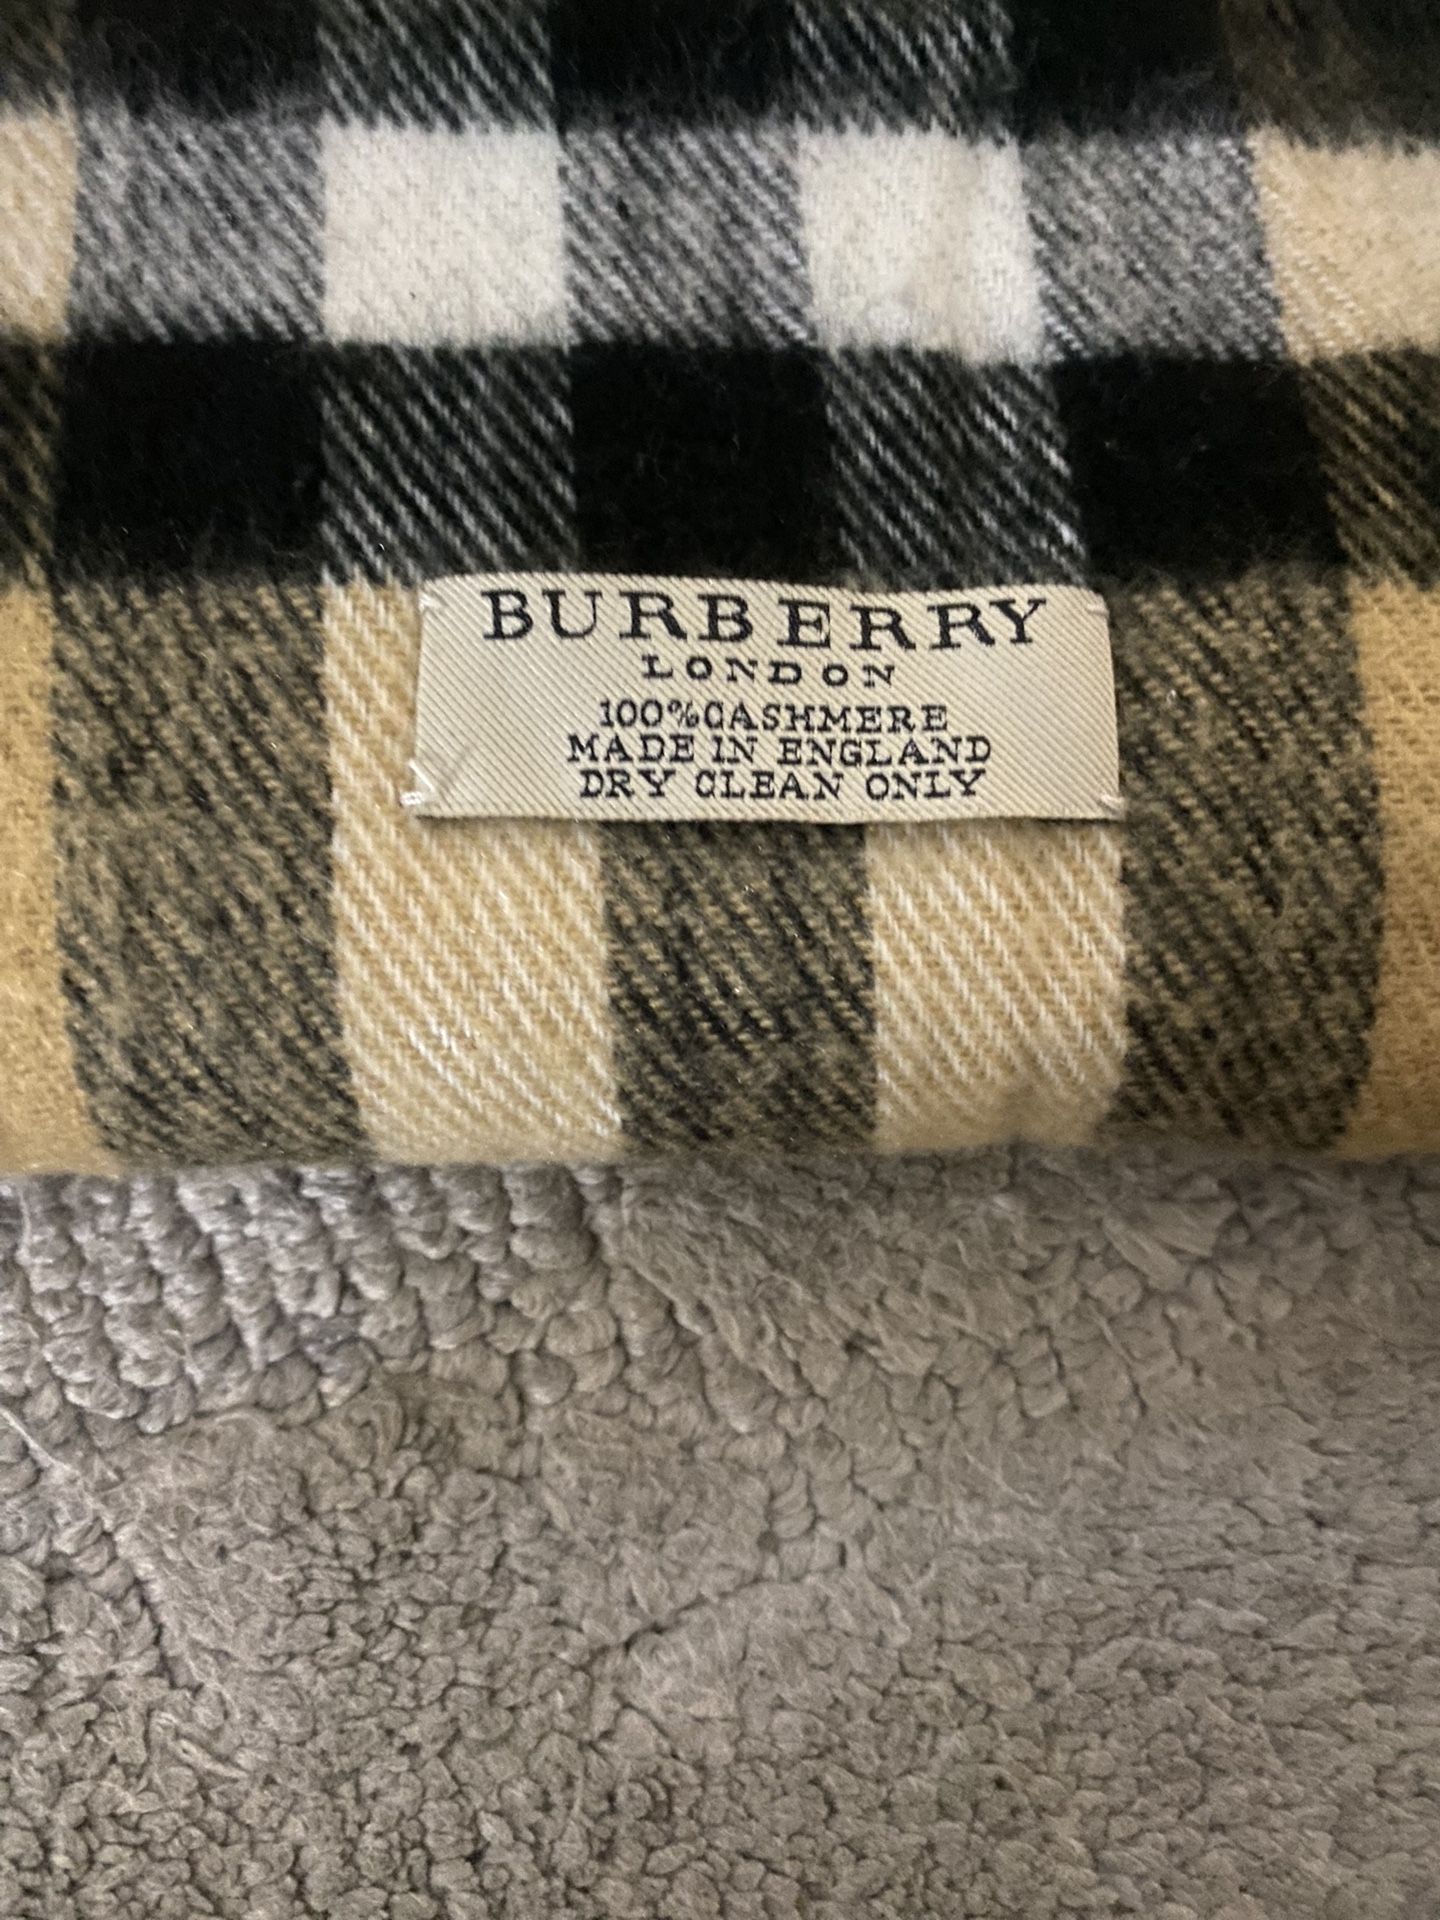 BURBERRY
LONDON
100%CASHMERE
MADE IN ENGLAND
DRY CLEAN ONLY